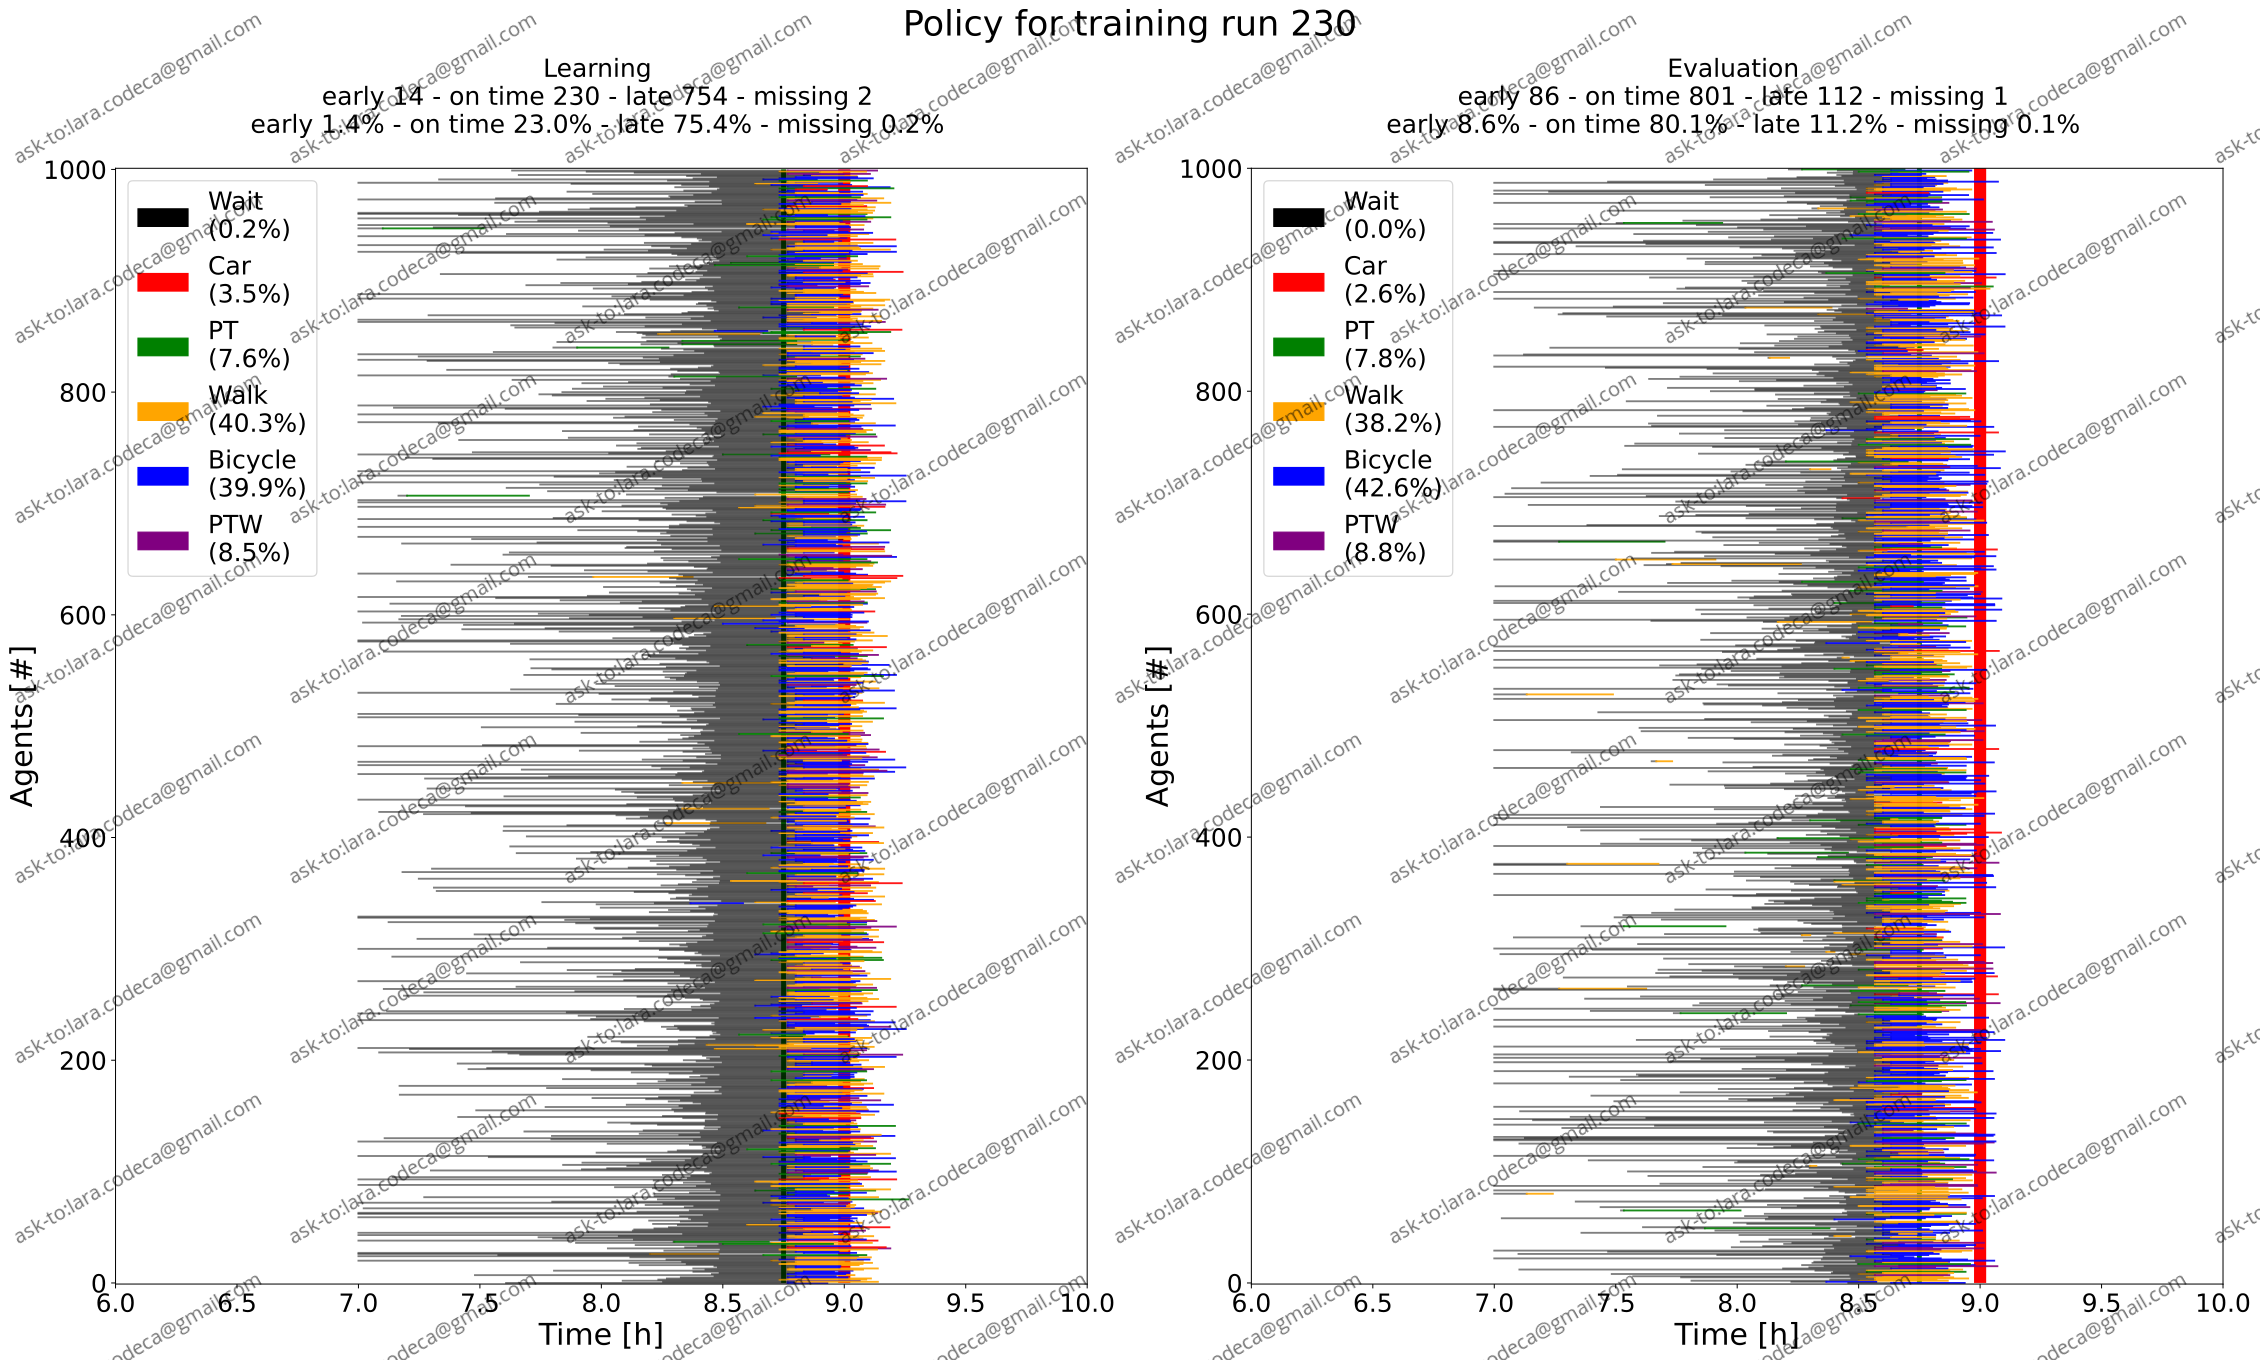 Policy for training run 230
Learning
early 14 - on time 230 - late 754 - missing 2
early 1.4% - on time 23.0% - late 75.4% - missing 0.2%
1000
800
600
400
200
0
Agents [#]
Wait
(0.2%)
Car
(3.5%)
PT
(7.6%)
Walk
(40.3%)
Bicycle
(39.9%)
PTW
(8.5%)
6.0 6.5 7.0 7.5 8.0 8.5 9.0 9.5 10.0
Time [h]
Evaluation
early 86 - on time 801 - late 112 - missing 1
early 8.6% - on time 80.1% - late 11.2% - missing 0.1%
1000
800
600
400
200
0
Agents [#]
Wait
(0.0%)
Car
(2.6%)
PT
(7.8%)
Walk
(38.2%)
Bicycle
(42.6%)
PTW
(8.8%)
6.0 6.5 7.0 7.5 8.0 8.5 9.0 9.5 10.0
Time [h]
ask-to:lara.codeca@gmail.com